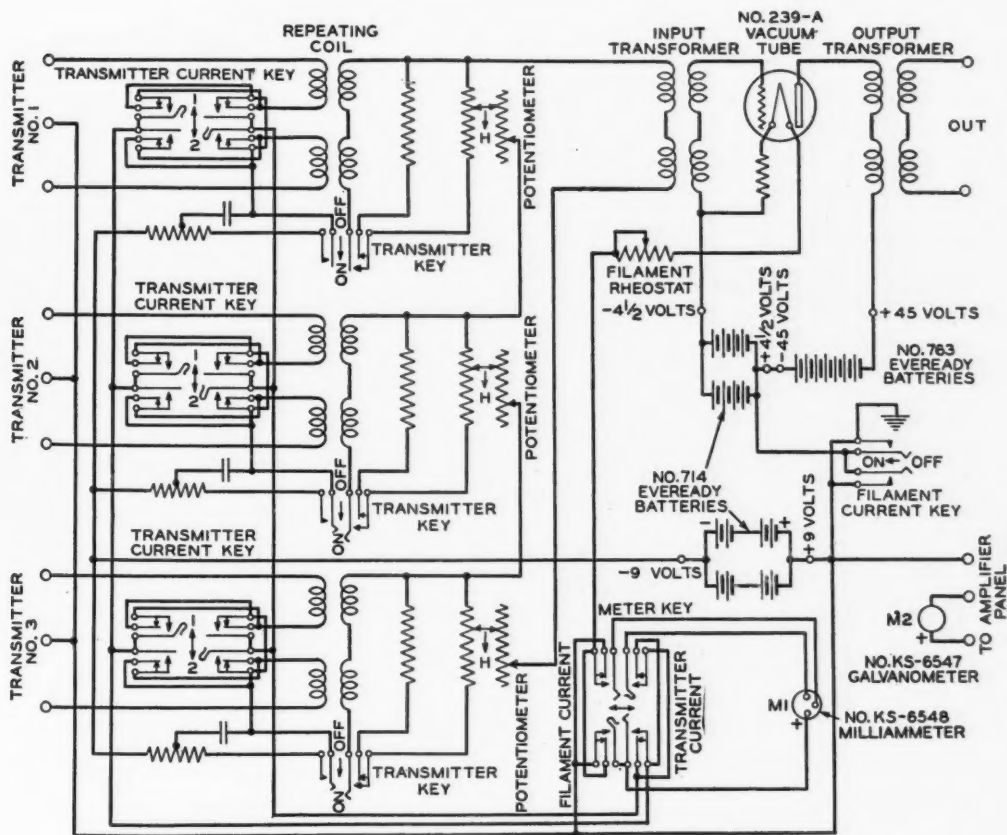 REPEATING
COIL
INPUT
TRANSFORMER
NO. 239-A
VACUUM
TUBE
OUTPUT
TRANSFORMER
TRANSMITTER CURRENT KEY
TRANSMITTER
NO. 1
1
2
H
POTENTIOMETER
OUT
OFF
ON
TRANSMITTER
KEY
FILAMENT
RHEOSTAT
-4 1/2 VOLTS
+4 1/2 VOLTS
-45 VOLTS
+45 VOLTS
NO. 763
EVEREADY
BATTERIES
TRANSMITTER
CURRENT KEY
TRANSMITTER
NO. 2
1
2
H
POTENTIOMETER
OFF
ON
TRANSMITTER
KEY
ON
OFF
FILAMENT
CURRENT KEY
NO. 714
EVEREADY
BATTERIES
-
+
-9 VOLTS
+9 VOLTS
TRANSMITTER
CURRENT KEY
TRANSMITTER
NO. 3
1
2
H
POTENTIOMETER
OFF
ON
TRANSMITTER
KEY
METER KEY
FILAMENT CURRENT
TRANSMITTER
CURRENT
TO AMPLIFIER
PANEL
M2
+
NO. KS-6547
GALVANOMETER
M1
+
NO. KS-6548
MILLIAMMETER